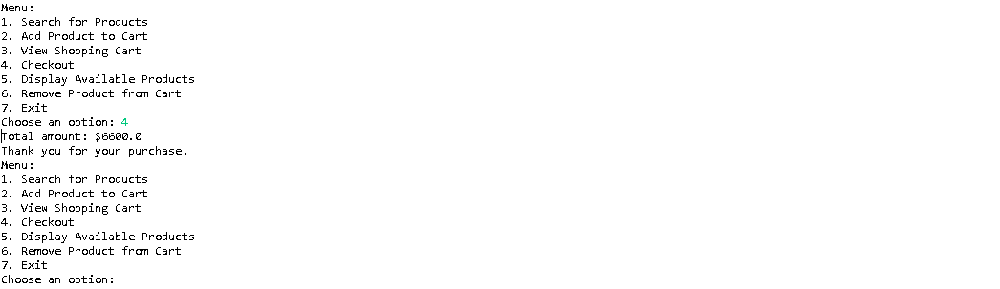 Menu:
1. Search for Products
2. Add Product to Cart
3. View Shopping Cart
4. Checkout
5. Display Available Products
6. Remove Product from Cart
7. Exit
Choose an option: 4
Total amount: $6600.0
Thank you for your purchase!
Menu:
1. Search for Products
2. Add Product to Cart
3. View Shopping Cart
4. Checkout
5. Display Available Products
6. Remove Product from Cart
7. Exit
Choose an option: